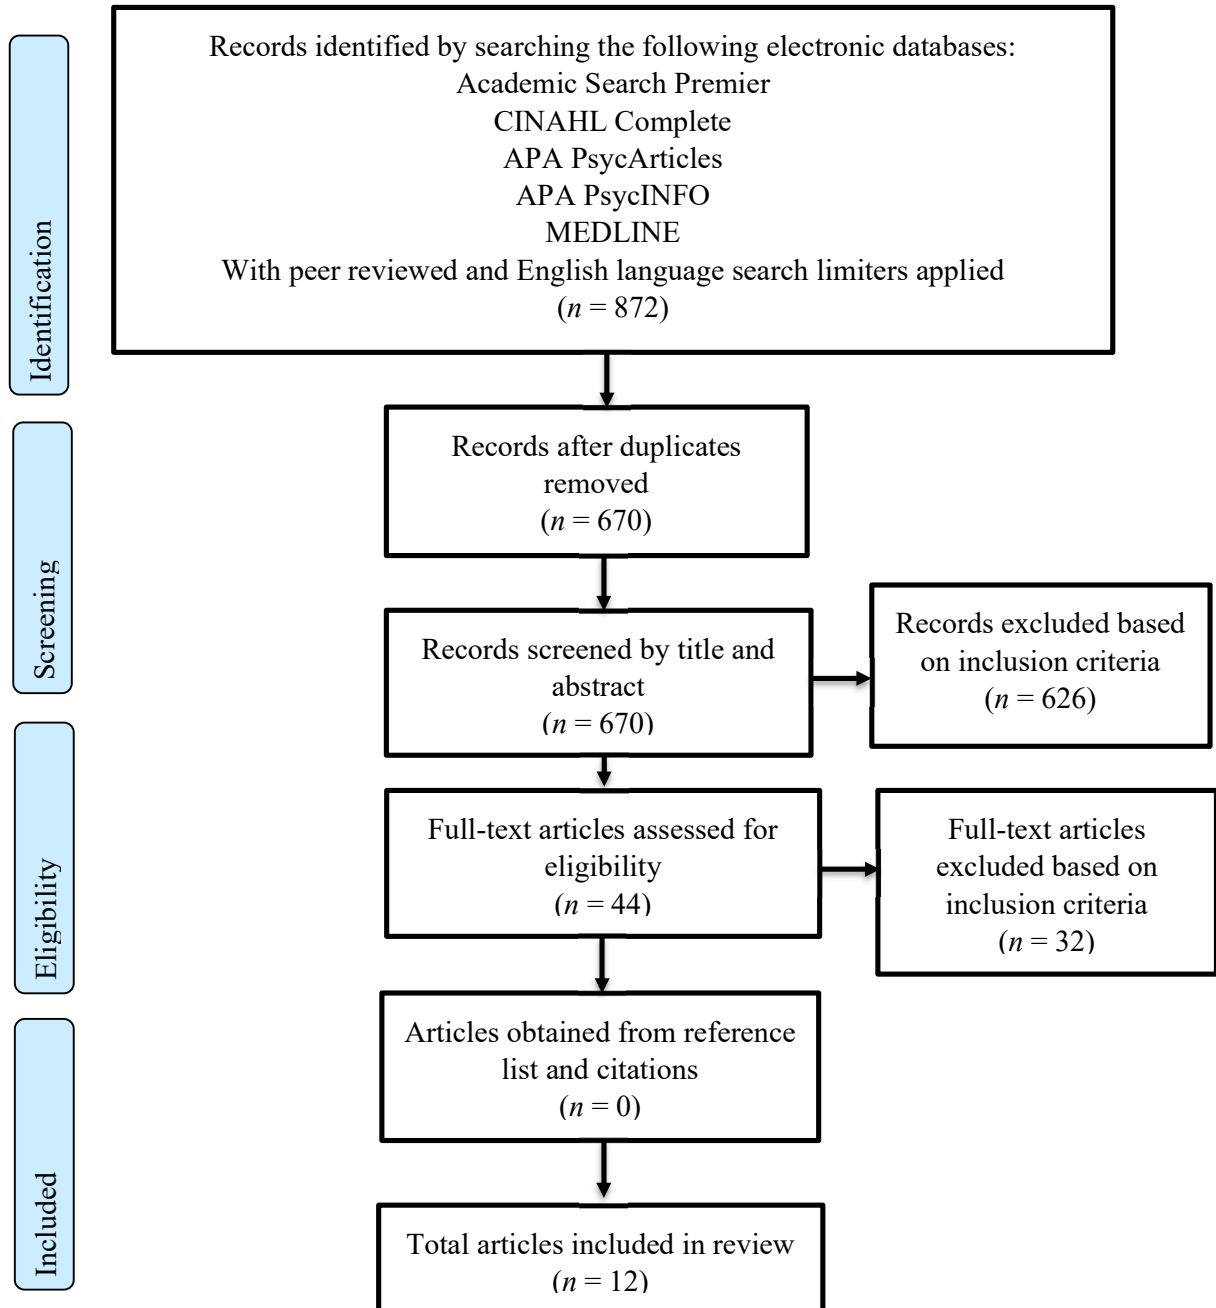 Records identified by searching the following electronic databases:
Academic Search Premier
CINAHL Complete
APA PsycArticles
APA PsycINFO
MEDLINE
With peer reviewed and English language search limiters applied
(n = 872)
Identification
Records after duplicates
removed
(n = 670)
Screening
Records screened by title and
abstract
(n = 670)
Records excluded based
on inclusion criteria
(n = 626)
Eligibility
Full-text articles assessed for
eligibility
(n = 44)
Full-text articles
excluded based on
inclusion criteria
(n = 32)
Included
Articles obtained from reference
list and citations
(n = 0)
Total articles included in review
(n = 12)